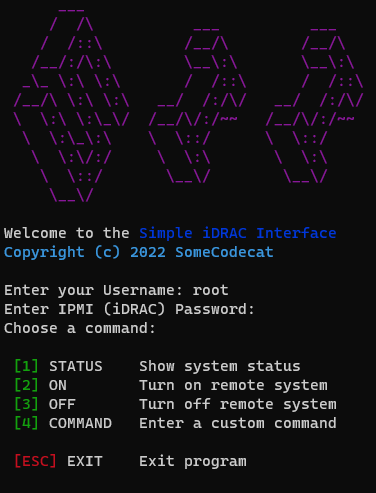 Welcome to the Simple iDRAC Interface
Copyright (c) 2022 SomeCodecat
Enter your Username: root
Enter IPMI (iDRAC) Password:
Choose a command:
[1] STATUS Show system status
[2] ON Turn on remote system
[3] OFF Turn off remote system
[4] COMMAND Enter a custom command
[ESC] EXIT Exit program